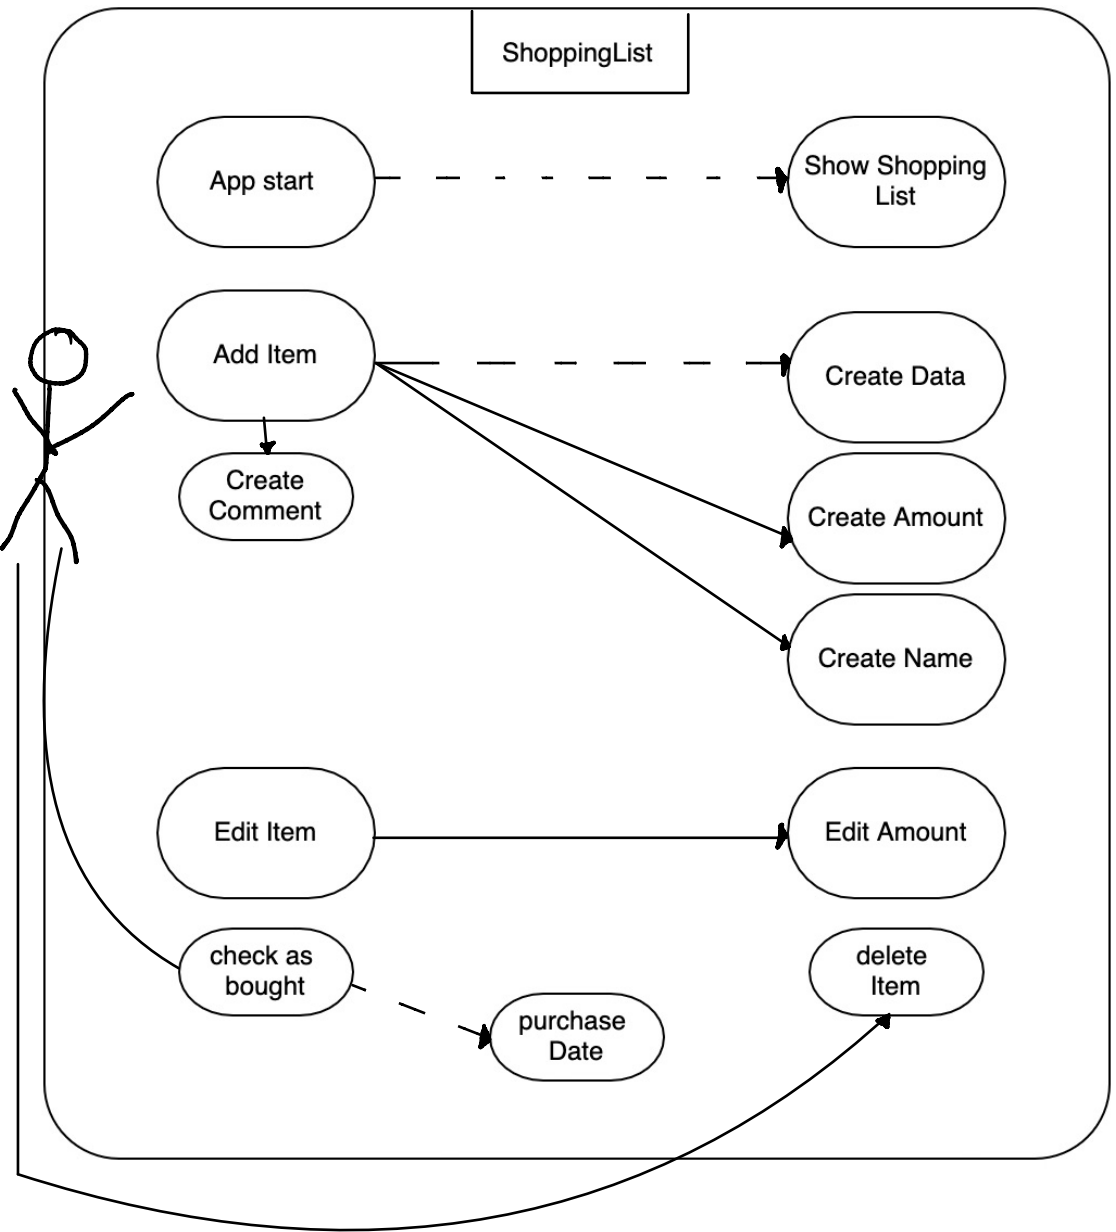 ShoppingList
App start
Show Shopping
List
Add Item
Create Data
Create
Comment
Create Amount
Create Name
Edit Item
Edit Amount
check as
bought
delete
Item
purchase
Date